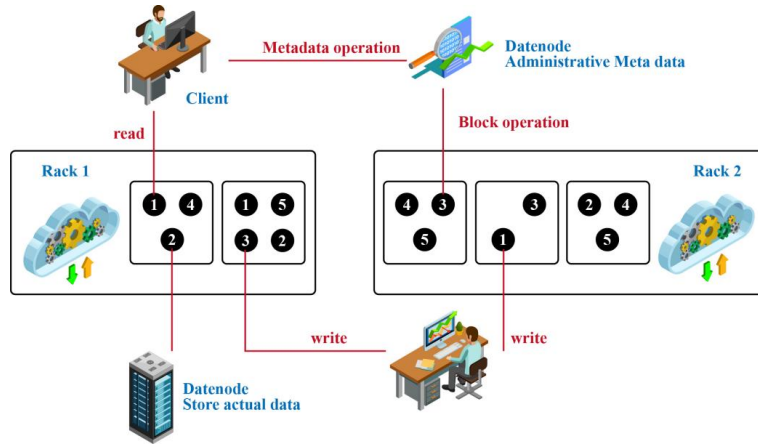 Metadata operation
Datenode
Administrative Meta data
Client
read
Block operation
Rack 1
Rack 2
1 4
2
1 5
3 2
4 3
5
3
1
2 4
5
write
write
Datenode
Store actual data